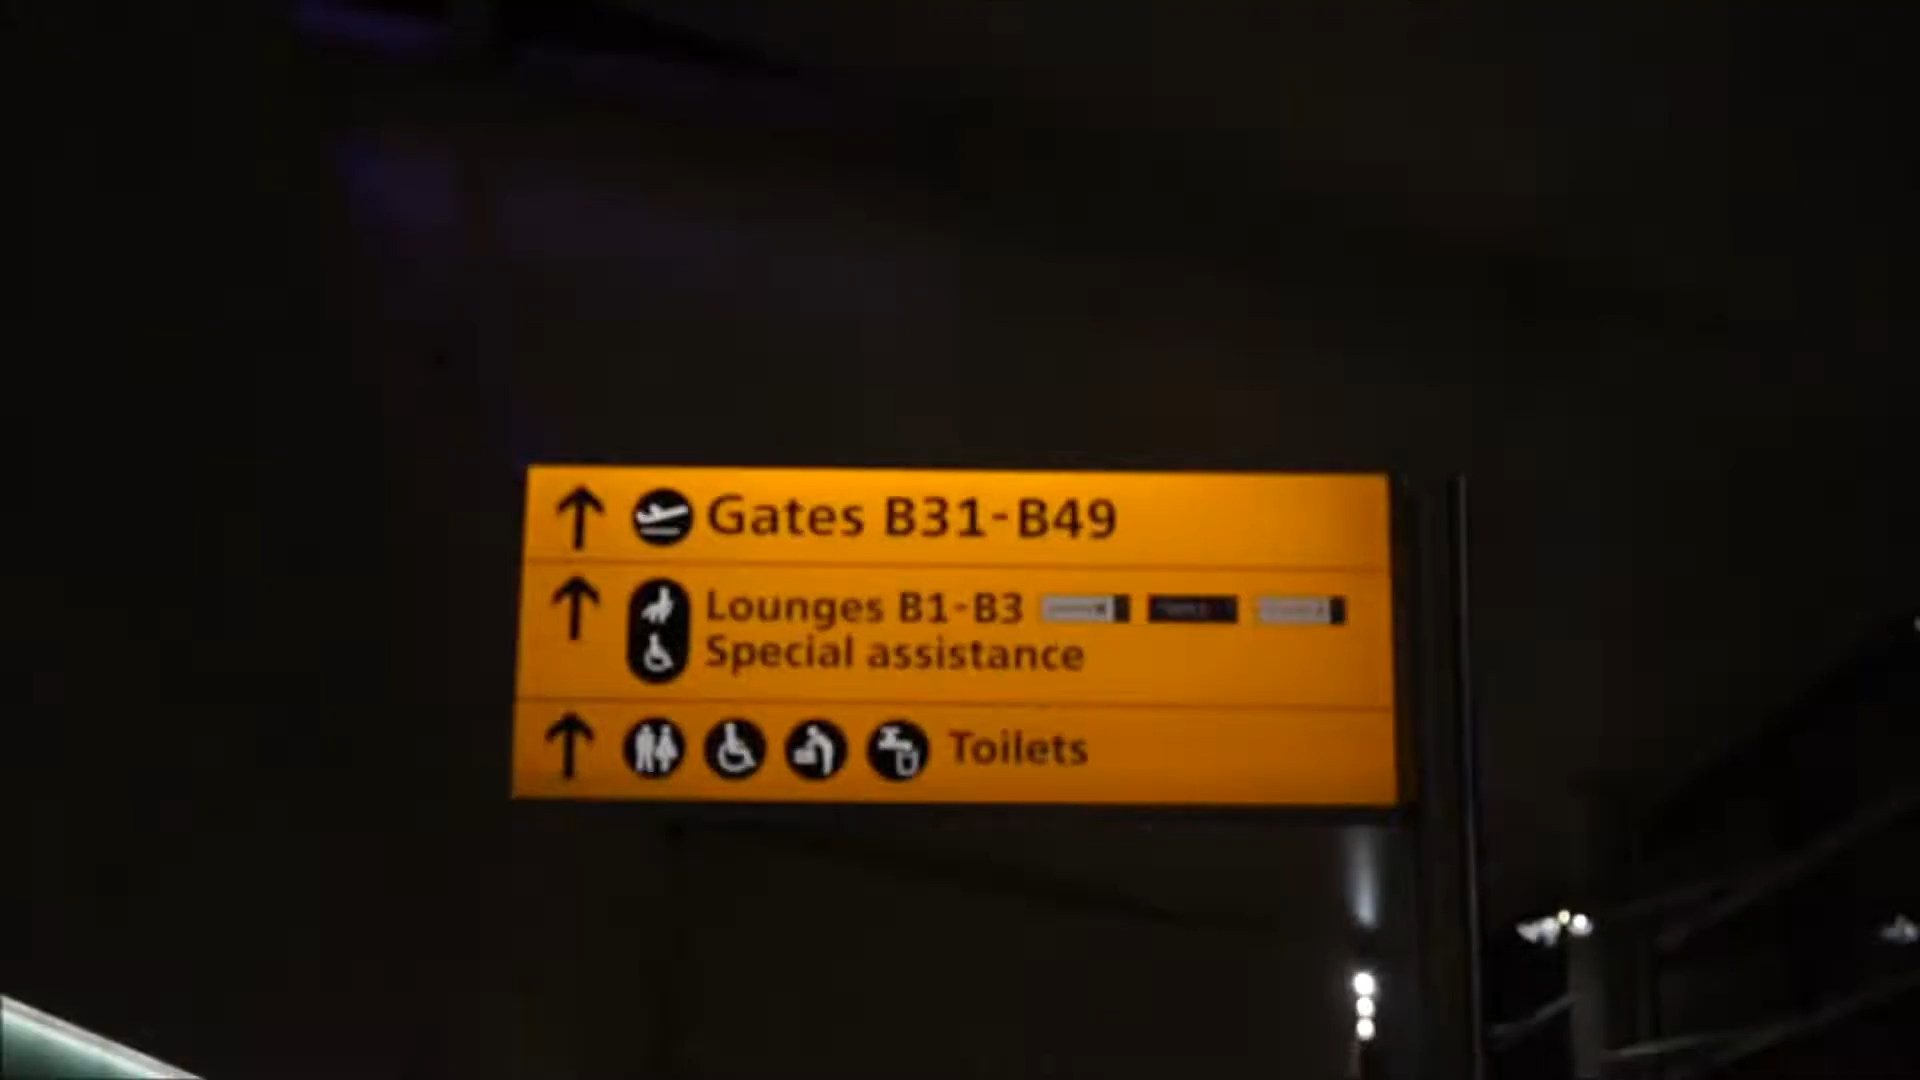 Gates B31-B49
Lounges B1-B3
Special assistance
Toilets